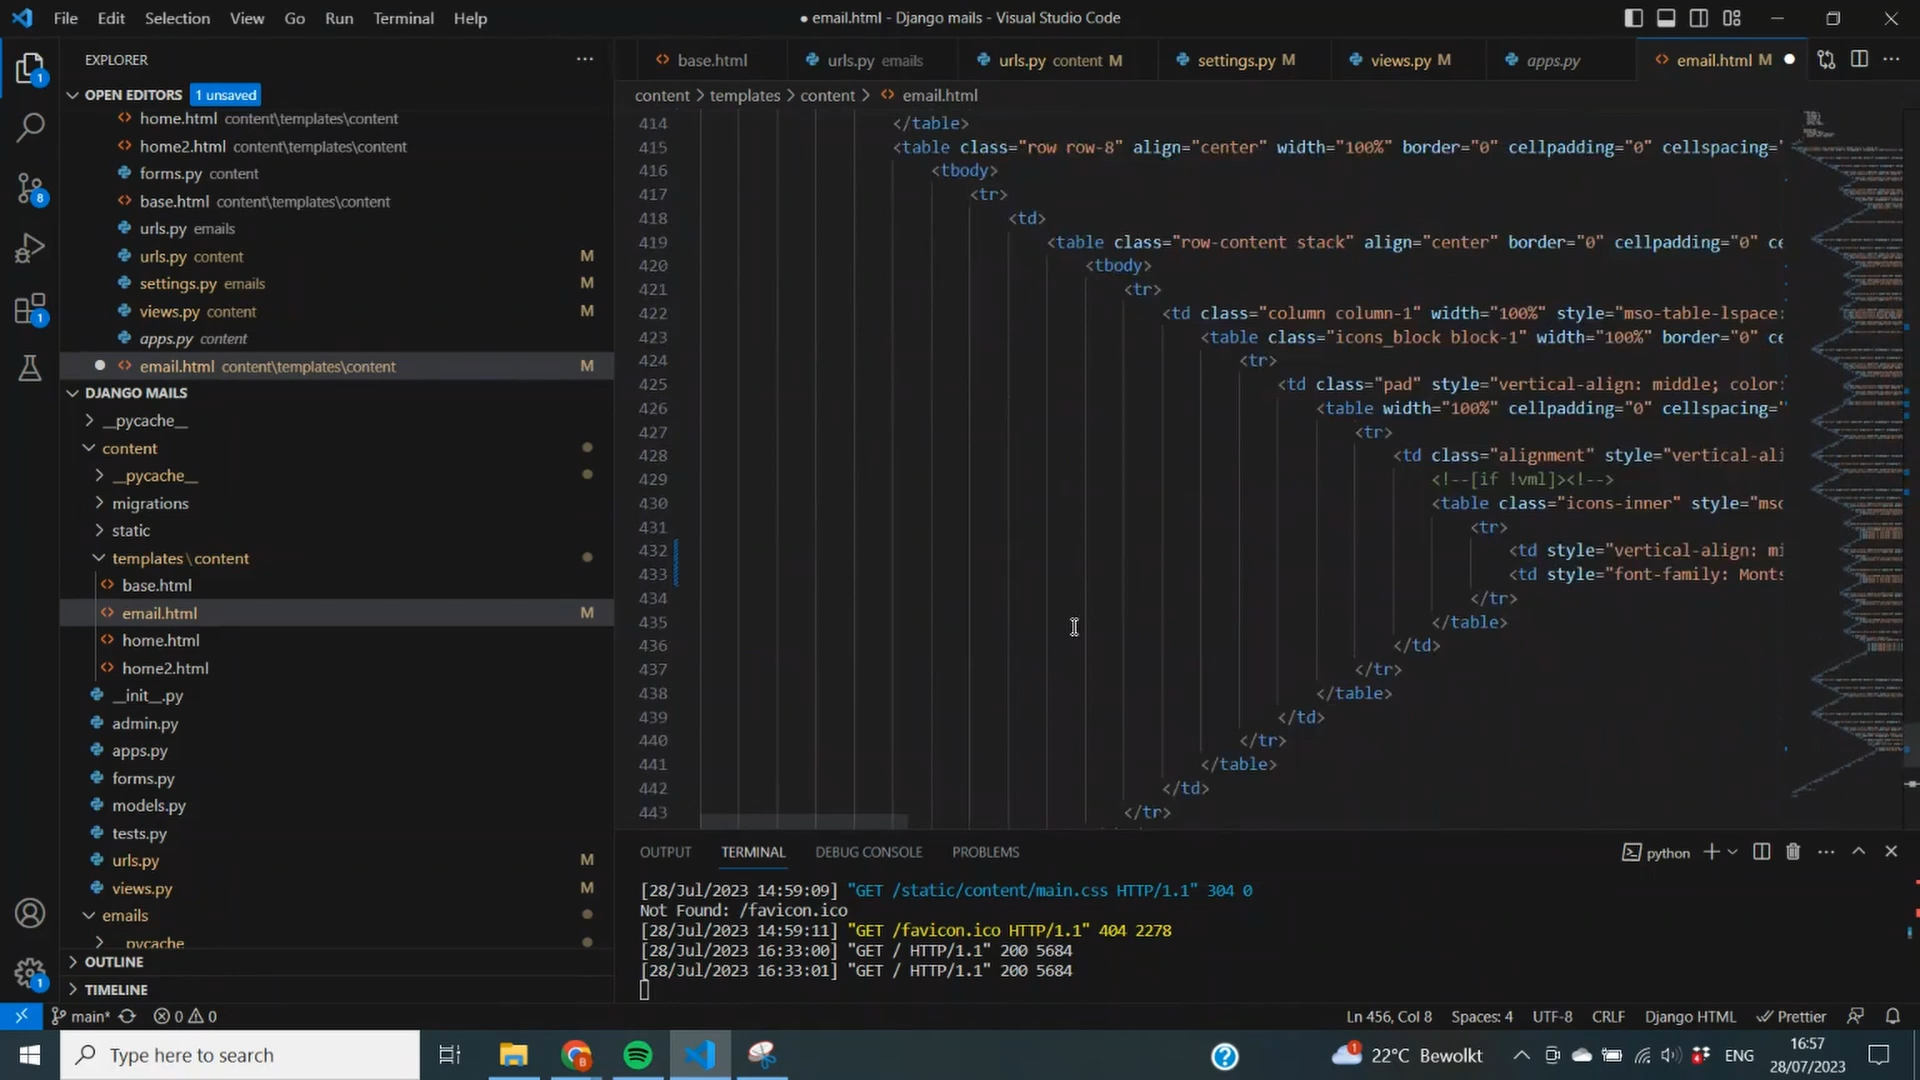 File Edit Selection View Go Run Terminal Help
● email.html - Django mails - Visual Studio Code
EXPLORER
OPEN EDITORS 1 unsaved
home.html content\templates\content
home2.html content\templates\content
forms.py content
base.html content\templates\content
urls.py emails
urls.py content M
settings.py emails M
views.py content M
apps.py content
email.html content\templates\content M
DJANGO MAILS
__pycache__
content
__pycache__
migrations
static
templates\content
base.html
email.html M
home.html
home2.html
__init__.py
admin.py
apps.py
forms.py
models.py
tests.py
urls.py M
views.py M
emails
__pycache
OUTLINE
TIMELINE
base.html urls.py emails urls.py content M settings.py M views.py M apps.py email.html M
content > templates > content > email.html
414 </table>
415 <table class="row row-8" align="center" width="100%" border="0" cellpadding="0" cellspacing="
416 <tbody>
417 <tr>
418 <td>
419 <table class="row-content stack" align="center" border="0" cellpadding="0" ce
420 <tbody>
421 <tr>
422 <td class="column column-1" width="100%" style="mso-table-lspace:
423 <table class="icons_block block-1" width="100%" border="0" ce
424 <tr>
425 <td class="pad" style="vertical-align: middle; color:
426 <table width="100%" cellpadding="0" cellspacing="
427 <tr>
428 <td class="alignment" style="vertical-ali
429 <!--[if !vml]><!-->
430 <table class="icons-inner" style="mso
431 <tr>
432 <td style="vertical-align: mi
433 <td style="font-family: Monts
434 </tr>
435 </table>
436 </td>
437 </tr>
438 </table>
439 </td>
440 </tr>
441 </table>
442 </td>
443 </tr>
OUTPUT TERMINAL DEBUG CONSOLE PROBLEMS
python
[28/Jul/2023 14:59:09] "GET /static/content/main.css HTTP/1.1" 304 0
Not Found: /favicon.ico
[28/Jul/2023 14:59:11] "GET /favicon.ico HTTP/1.1" 404 2278
[28/Jul/2023 16:33:00] "GET / HTTP/1.1" 200 5684
[28/Jul/2023 16:33:01] "GET / HTTP/1.1" 200 5684
main* 0 0
Ln 456, Col 8 Spaces: 4 UTF-8 CRLF Django HTML Prettier
Type here to search
22°C Bewolkt
ENG
16:57
28/07/2023
1
8
1
1